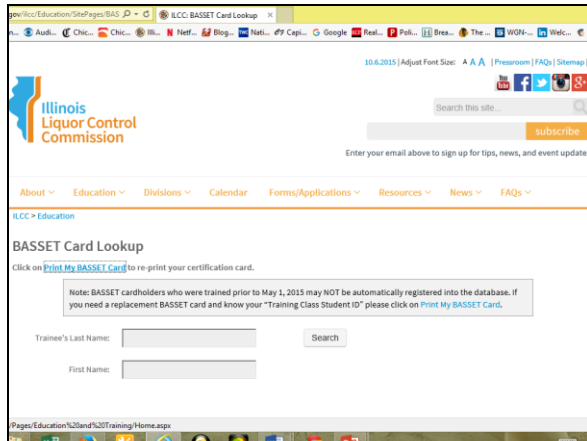 gov/ilcc/Education/SitePages/BAS
ILCC: BASSET Card Lookup
n... Audi... Chic... Chic... Illi... Netf... Blog... Nati... Capi... Google Real... Poli... Brea... The ... WGN-... Welc...
10.6.2015 | Adjust Font Size: A A A | Pressroom | FAQs | Sitemap |
Illinois
Liquor Control
Commission
Search this site...
subscribe
Enter your email above to sign up for tips, news, and event update
About Education Divisions Calendar Forms/Applications Resources News FAQs
ILCC > Education
BASSET Card Lookup
Click on Print My BASSET Card to re-print your certification card.
Note: BASSET cardholders who were trained prior to May 1, 2015 may NOT be automatically registered into the database. If
you need a replacement BASSET card and know your "Training Class Student ID" please click on Print My BASSET Card.
Trainee's Last Name:
Search
First Name:
/Pages/Education%20and%20Training/Home.aspx